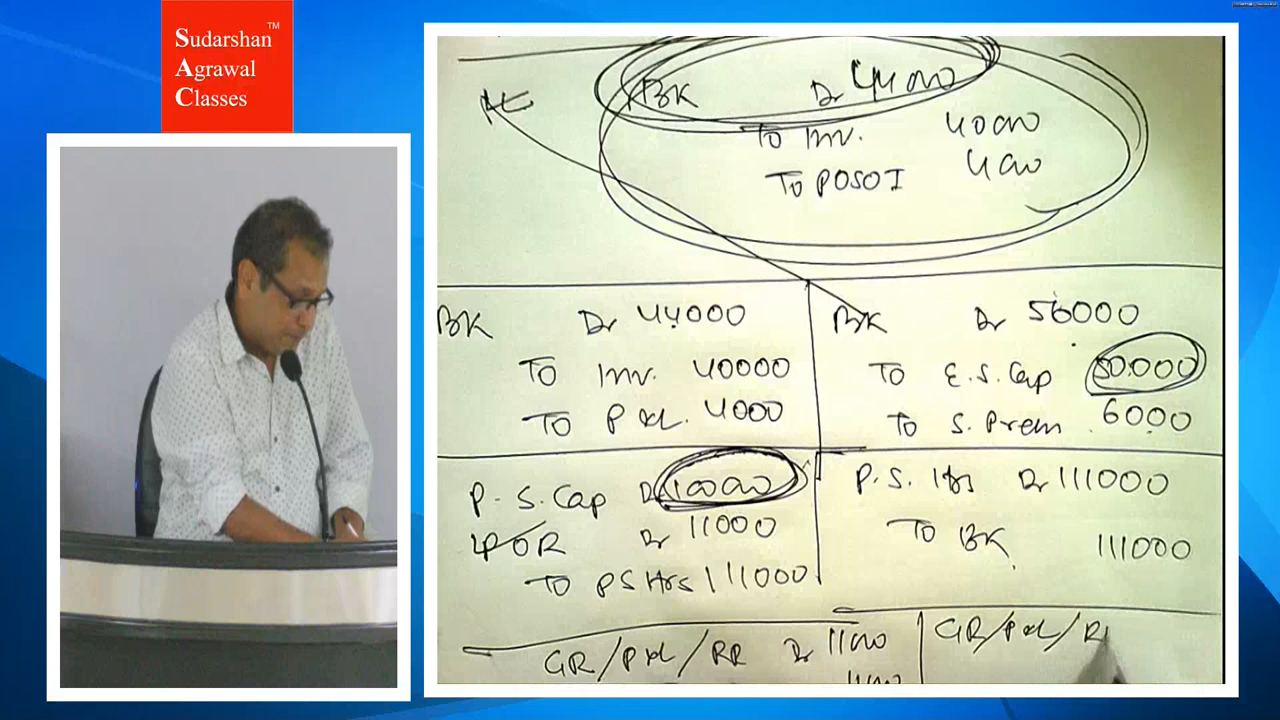 Sudarshan™
Agrawal
Classes
BK Dr 44000
To Inv. 40000
To POSOI 4000
BK Dr 44000
To Inv. 40000
To P&L. 4000
BK Dr 56000
To E.S.Cap 50000
To S. Prem 6000
P.S.Cap Dr 100000
POR Dr 11000
To PS Hrs 111000
P.S. Hrs Dr 111000
To BK 111000
GR/P&L/RR Dr 11000
GR/P&L/R